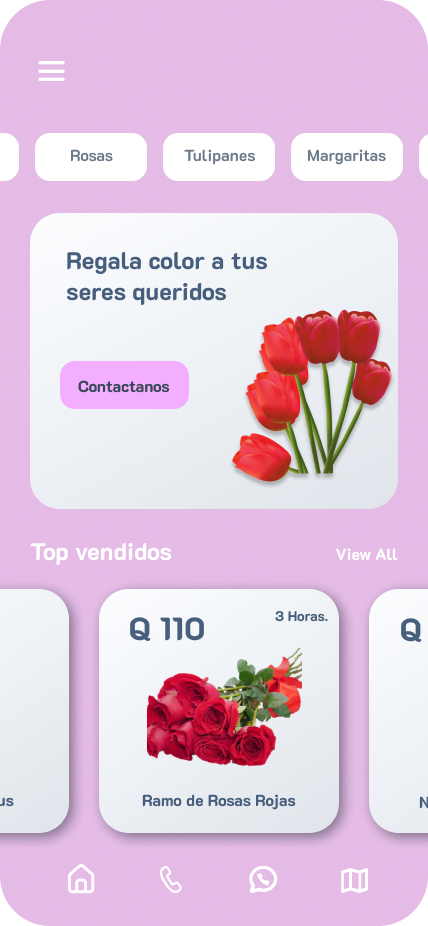 Rosas
Tulipanes
Margaritas
Regala color a tus
seres queridos
Contactanos
Top vendidos
View All
Q 110
3 Horas.
Ramo de Rosas Rojas
us
Q
N